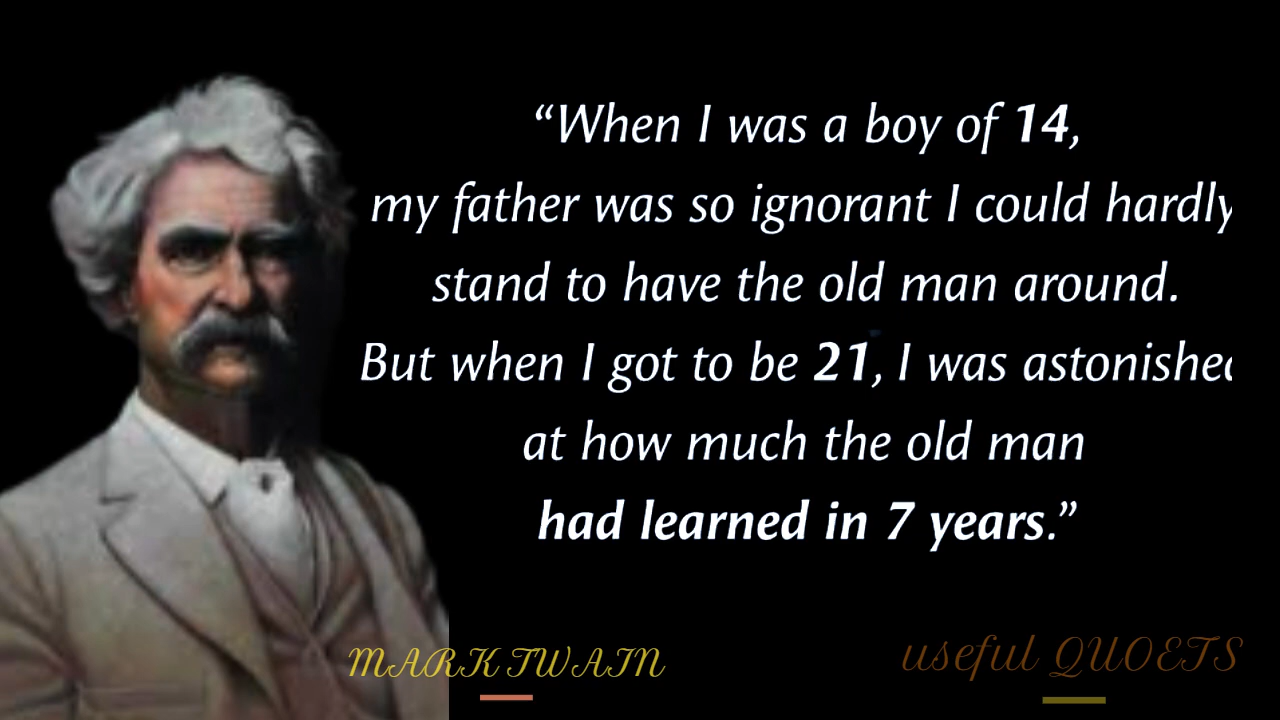 “When I was a boy of 14,
my father was so ignorant I could hardly
stand to have the old man around.
But when I got to be 21, I was astonished
at how much the old man
had learned in 7 years.”
MARK TWAIN
useful QUOETS